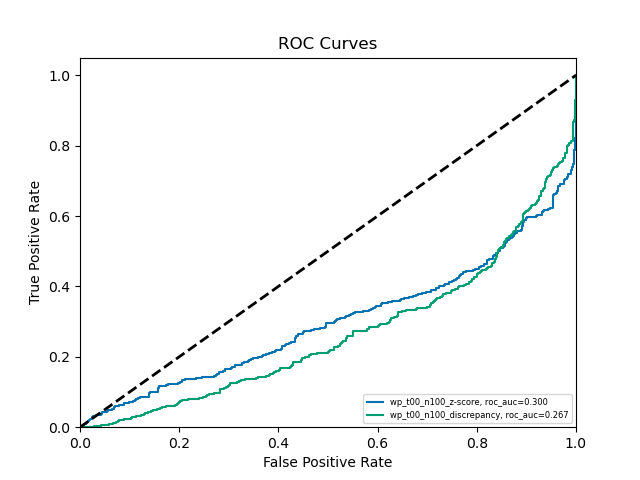 ROC Curves
True Positive Rate
1.0
0.8
0.6
0.4
0.2
0.0
0.0 0.2 0.4 0.6 0.8 1.0
False Positive Rate
wp_t00_n100_z-score, roc_auc=0.300
wp_t00_n100_discrepancy, roc_auc=0.267